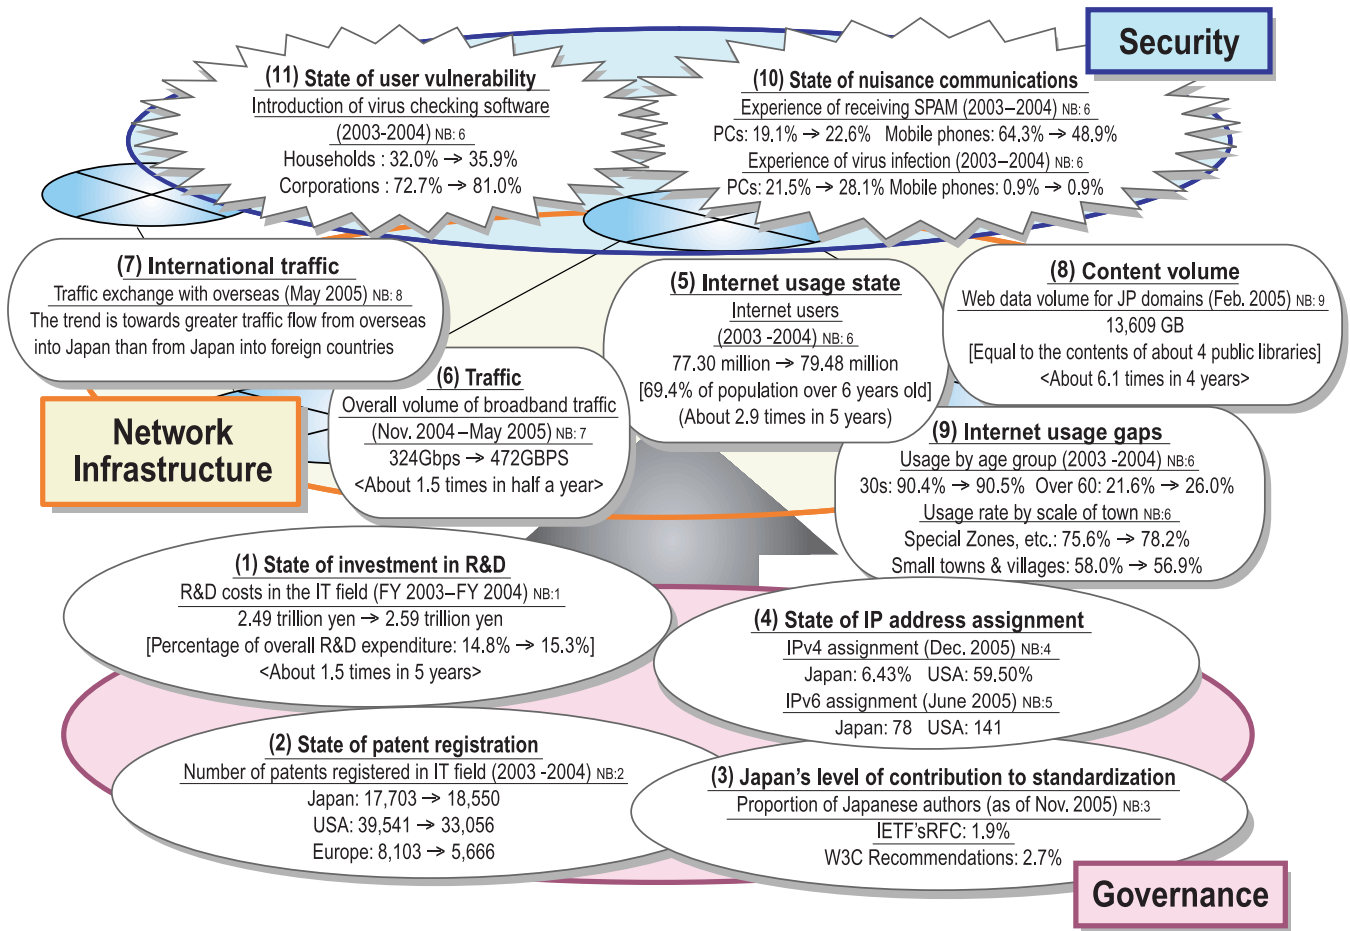 Security
(11) State of user vulnerability
Introduction of virus checking software
(2003-2004) NB: 6
Households : 32.0% → 35.9%
Corporations : 72.7% → 81.0%
(10) State of nuisance communications
Experience of receiving SPAM (2003–2004) NB: 6
PCs: 19.1% → 22.6% Mobile phones: 64.3% → 48.9%
Experience of virus infection (2003–2004) NB: 6
PCs: 21.5% → 28.1% Mobile phones: 0.9% → 0.9%
(7) International traffic
Traffic exchange with overseas (May 2005) NB: 8
The trend is towards greater traffic flow from overseas
into Japan than from Japan into foreign countries
(5) Internet usage state
Internet users
(2003 -2004) NB: 6
77.30 million → 79.48 million
[69.4% of population over 6 years old]
(About 2.9 times in 5 years)
(8) Content volume
Web data volume for JP domains (Feb. 2005) NB: 9
13,609 GB
[Equal to the contents of about 4 public libraries]
<About 6.1 times in 4 years>
(6) Traffic
Overall volume of broadband traffic
(Nov. 2004 –May 2005) NB: 7
324Gbps → 472GBPS
<About 1.5 times in half a year>
Network
Infrastructure
(9) Internet usage gaps
Usage by age group (2003 -2004) NB:6
30s: 90.4% → 90.5% Over 60: 21.6% → 26.0%
Usage rate by scale of town NB:6
Special Zones, etc.: 75.6% → 78.2%
Small towns & villages: 58.0% → 56.9%
(1) State of investment in R&D
R&D costs in the IT field (FY 2003–FY 2004) NB:1
2.49 trillion yen → 2.59 trillion yen
[Percentage of overall R&D expenditure: 14.8% → 15.3%]
<About 1.5 times in 5 years>
(4) State of IP address assignment
IPv4 assignment (Dec. 2005) NB:4
Japan: 6.43% USA: 59.50%
IPv6 assignment (June 2005) NB:5
Japan: 78 USA: 141
(2) State of patent registration
Number of patents registered in IT field (2003 -2004) NB:2
Japan: 17,703 → 18,550
USA: 39,541 → 33,056
Europe: 8,103 → 5,666
(3) Japan's level of contribution to standardization
Proportion of Japanese authors (as of Nov. 2005) NB:3
IETF'sRFC: 1.9%
W3C Recommendations: 2.7%
Governance